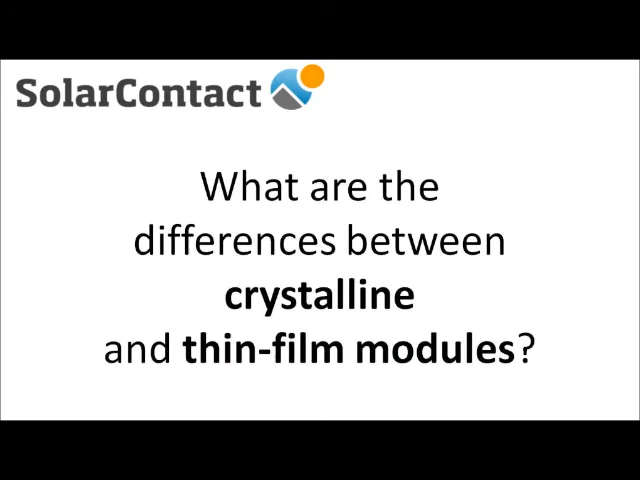 SolarContact
What are the
differences between
crystalline
and thin-film modules?